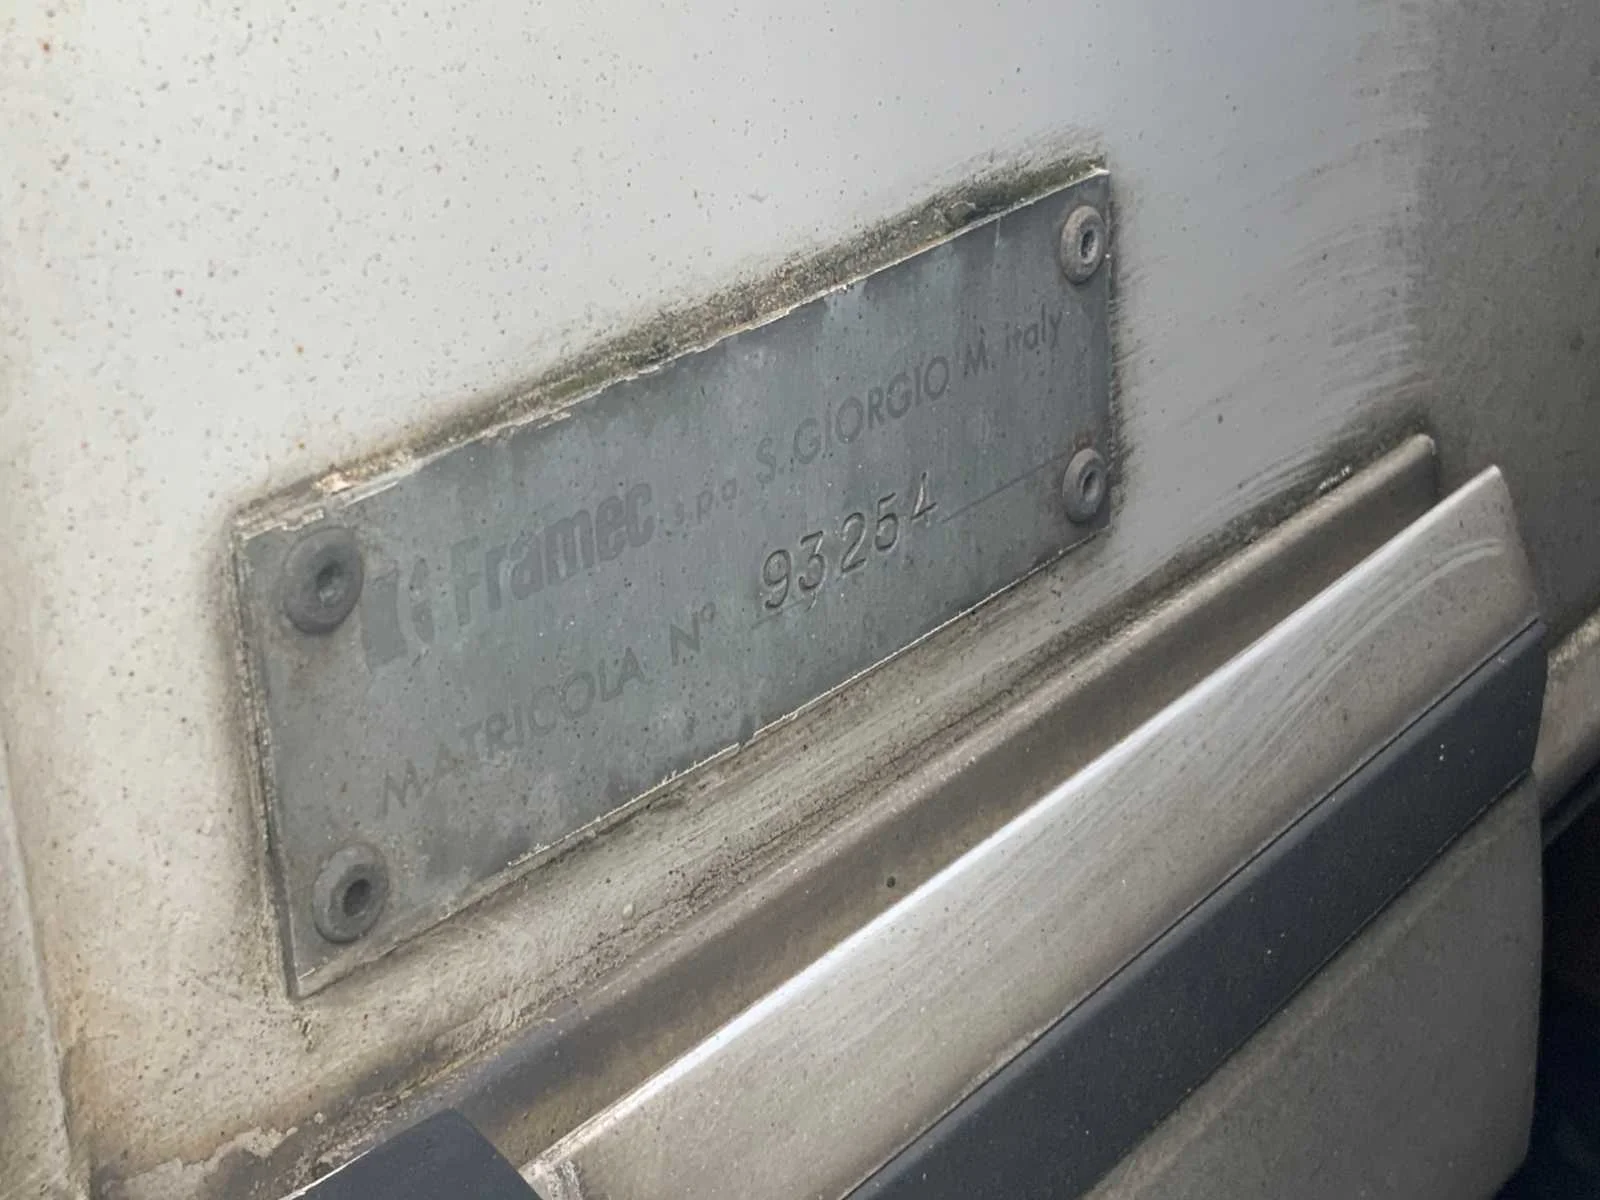 Framec s.p.a. S.GIORGIO M. italy
MATRICOLA N° 93254